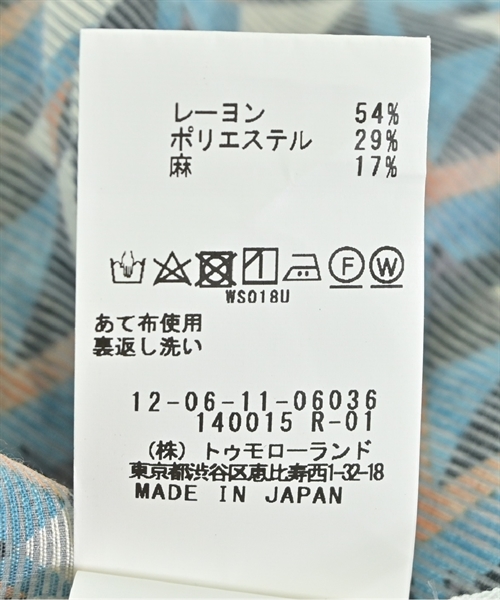 レーヨン 54%
ポリエステル 29%
麻 17%
F W
WS018U
あて布使用
裏返し洗い
12-06-11-06036
140015 R-01
(株) トゥモローランド
東京都渋谷区恵比寿西1-32-18
MADE IN JAPAN